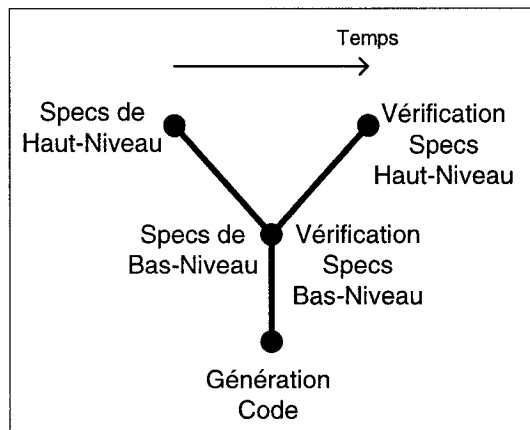 Temps
Specs de
Haut-Niveau
Vérification
Specs
Haut-Niveau
Specs de
Bas-Niveau
Vérification
Specs
Bas-Niveau
Génération
Code